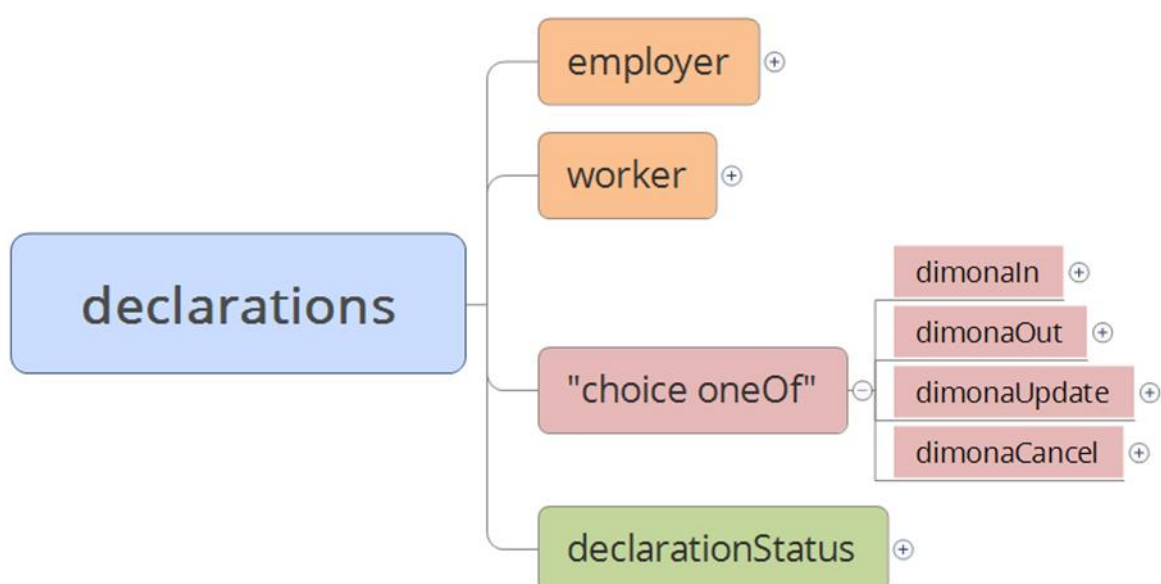 employer
worker
declarations
"choice oneOf"
dimonaIn
dimonaOut
dimonaUpdate
dimonaCancel
declarationStatus